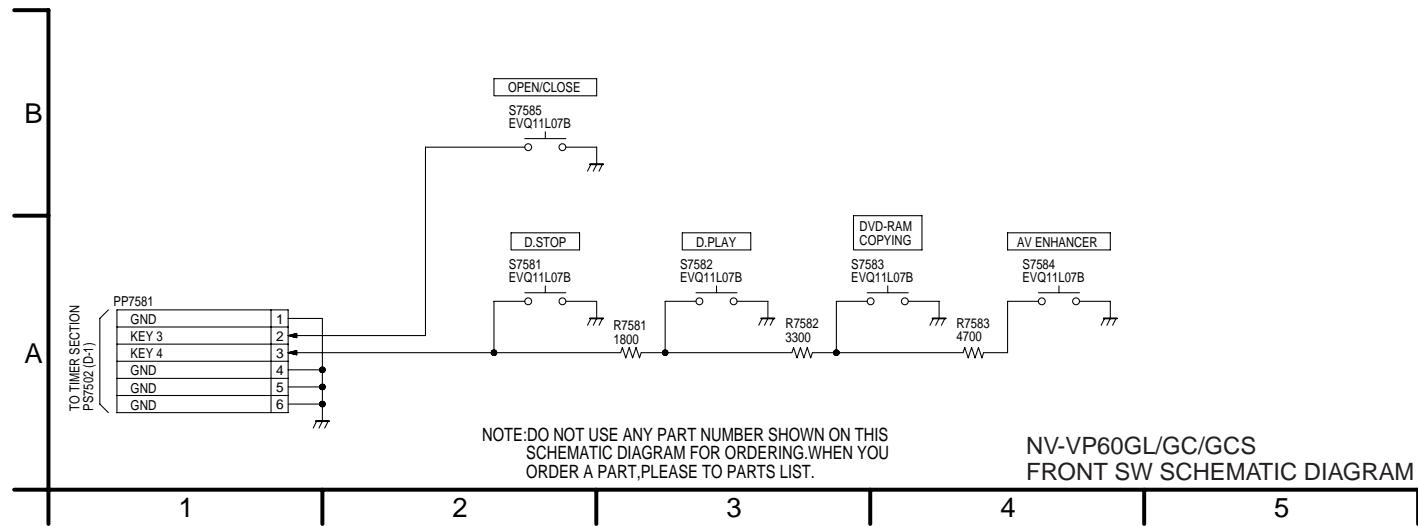 B
OPEN/CLOSE
S7585
EVQ11L07B
D.STOP
S7581
EVQ11L07B
D.PLAY
S7582
EVQ11L07B
DVD-RAM
COPYING
S7583
EVQ11L07B
AV ENHANCER
S7584
EVQ11L07B
A
TO TIMER SECTION
PS7502 (D-1)
PP7581
GND 1
KEY 3 2
KEY 4 3
GND 4
GND 5
GND 6
R7581
1800
R7582
3300
R7583
4700
NOTE:DO NOT USE ANY PART NUMBER SHOWN ON THIS
SCHEMATIC DIAGRAM FOR ORDERING.WHEN YOU
ORDER A PART,PLEASE TO PARTS LIST.
NV-VP60GL/GC/GCS
FRONT SW SCHEMATIC DIAGRAM
1 2 3 4 5